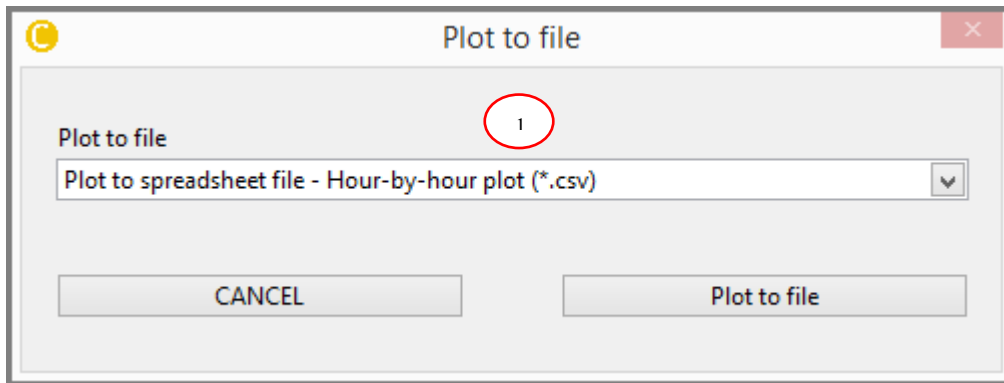 Plot to file
1
Plot to file
Plot to spreadsheet file - Hour-by-hour plot (*.csv)
CANCEL
Plot to file